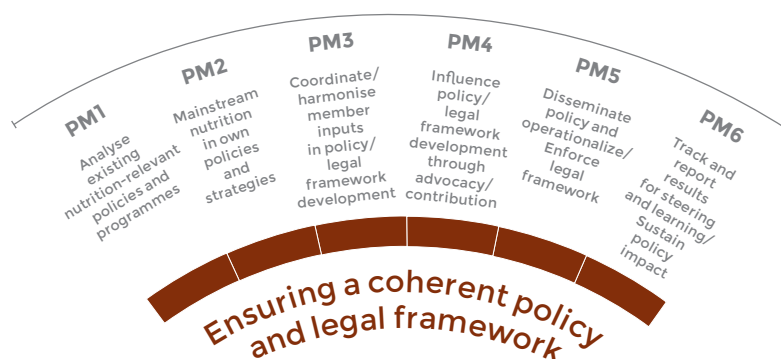 PM1
Analyse
existing
nutrition-relevant
policies and
programmes
PM2
Mainstream
nutrition
in own
policies
and
strategies
PM3
Coordinate/
harmonise
member
inputs
in policy/
legal
framework
development
PM4
Influence
policy/
legal
framework
development
through
advocacy/
contribution
PM5
Disseminate
policy and
operationalize/
Enforce
legal
framework
PM6
Track and
report
results
for steering
and learning/
Sustain
policy
impact
Ensuring a coherent policy
and legal framework